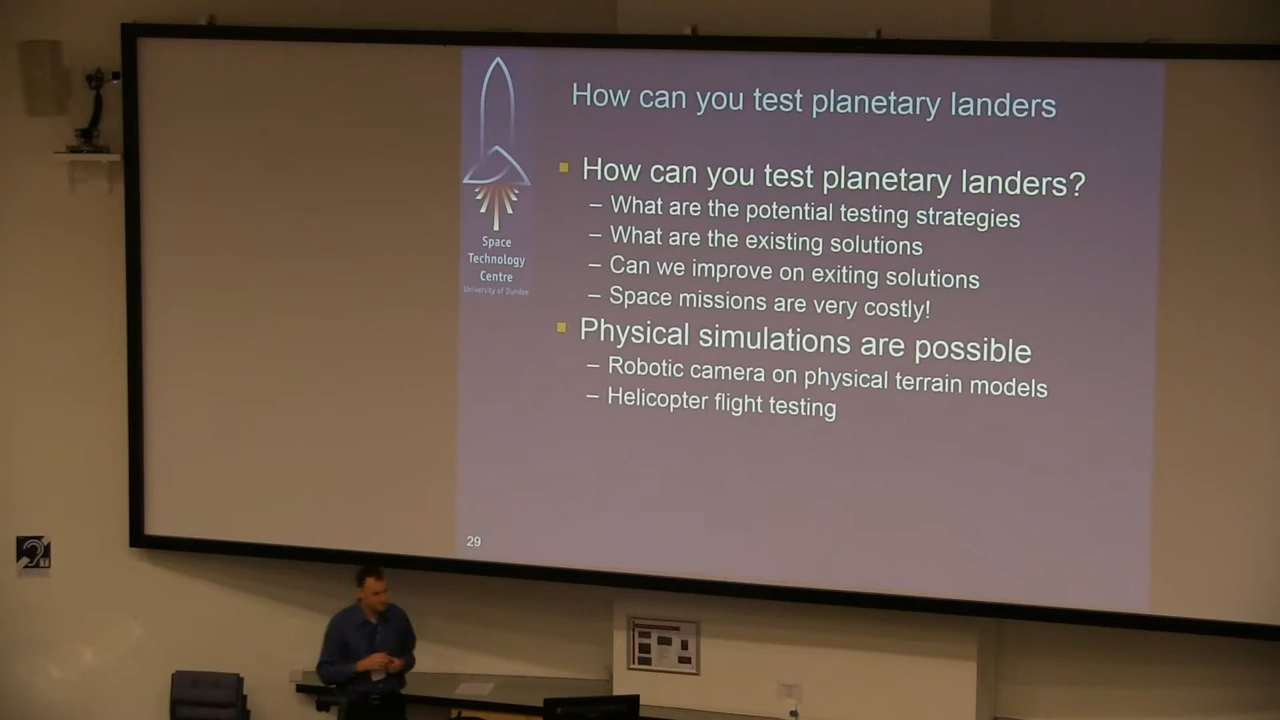 How can you test planetary landers
How can you test planetary landers?
– What are the potential testing strategies
– What are the existing solutions
– Can we improve on exiting solutions
– Space missions are very costly!
Physical simulations are possible
– Robotic camera on physical terrain models
– Helicopter flight testing
Space
Technology
Centre
University of Dundee
29
T